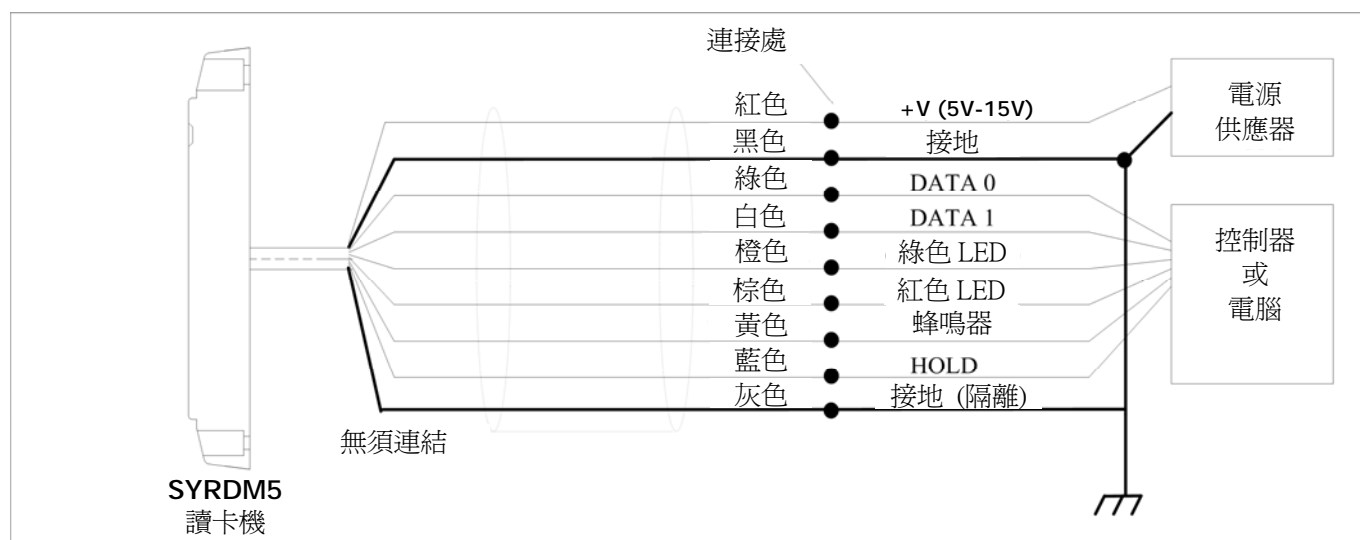 連接處
電源
供應器
紅色 +V (5V-15V)
黑色 接地
綠色 DATA 0
白色 DATA 1
橙色 綠色 LED
棕色 紅色 LED
黃色 蜂鳴器
藍色 HOLD
灰色 接地 (隔離)
控制器
或
電腦
無須連結
SYRDM5
讀卡機